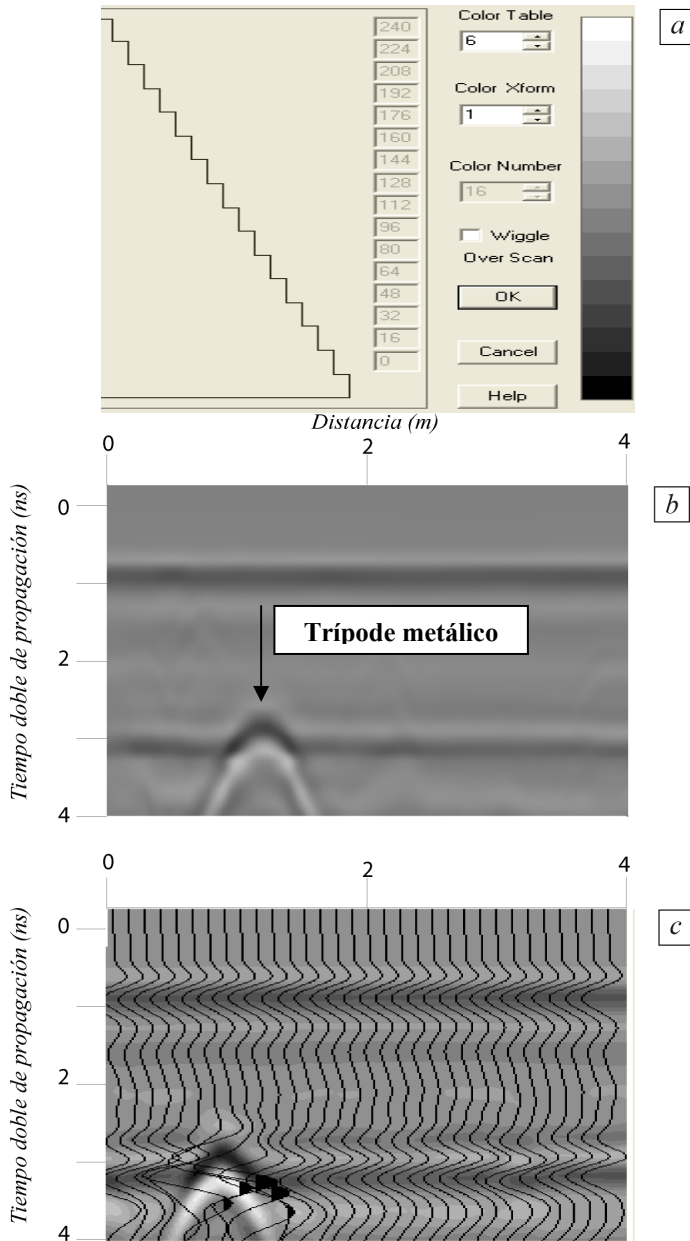 Color Table
a
240
6
224
208
Color Xform
192
1
176
160
144
Color Number
128
16
112
96
Wiggle
80
Over Scan
64
48
OK
32
16
Cancel
0
Help
Distancia (m)
0 2 4
b
Tiempo doble de propagación (ns)
0
2
4
Trípode metálico
0 2 4
c
Tiempo doble de propagación (ns)
0
2
4